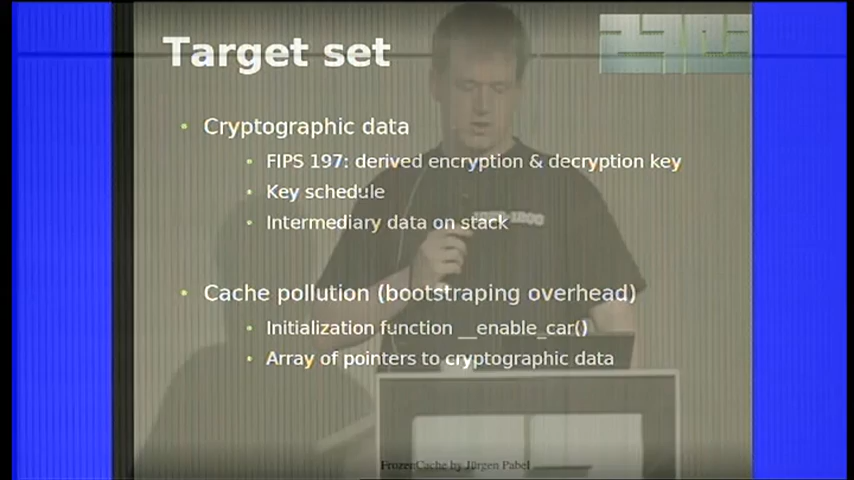 Target set
Cryptographic data
FIPS 197: derived encryption & decryption key
Key schedule
Intermediary data on stack
Cache pollution (bootstraping overhead)
Initialization function __enable_car()
Array of pointers to cryptographic data
FrozenCache by Jürgen Pabel